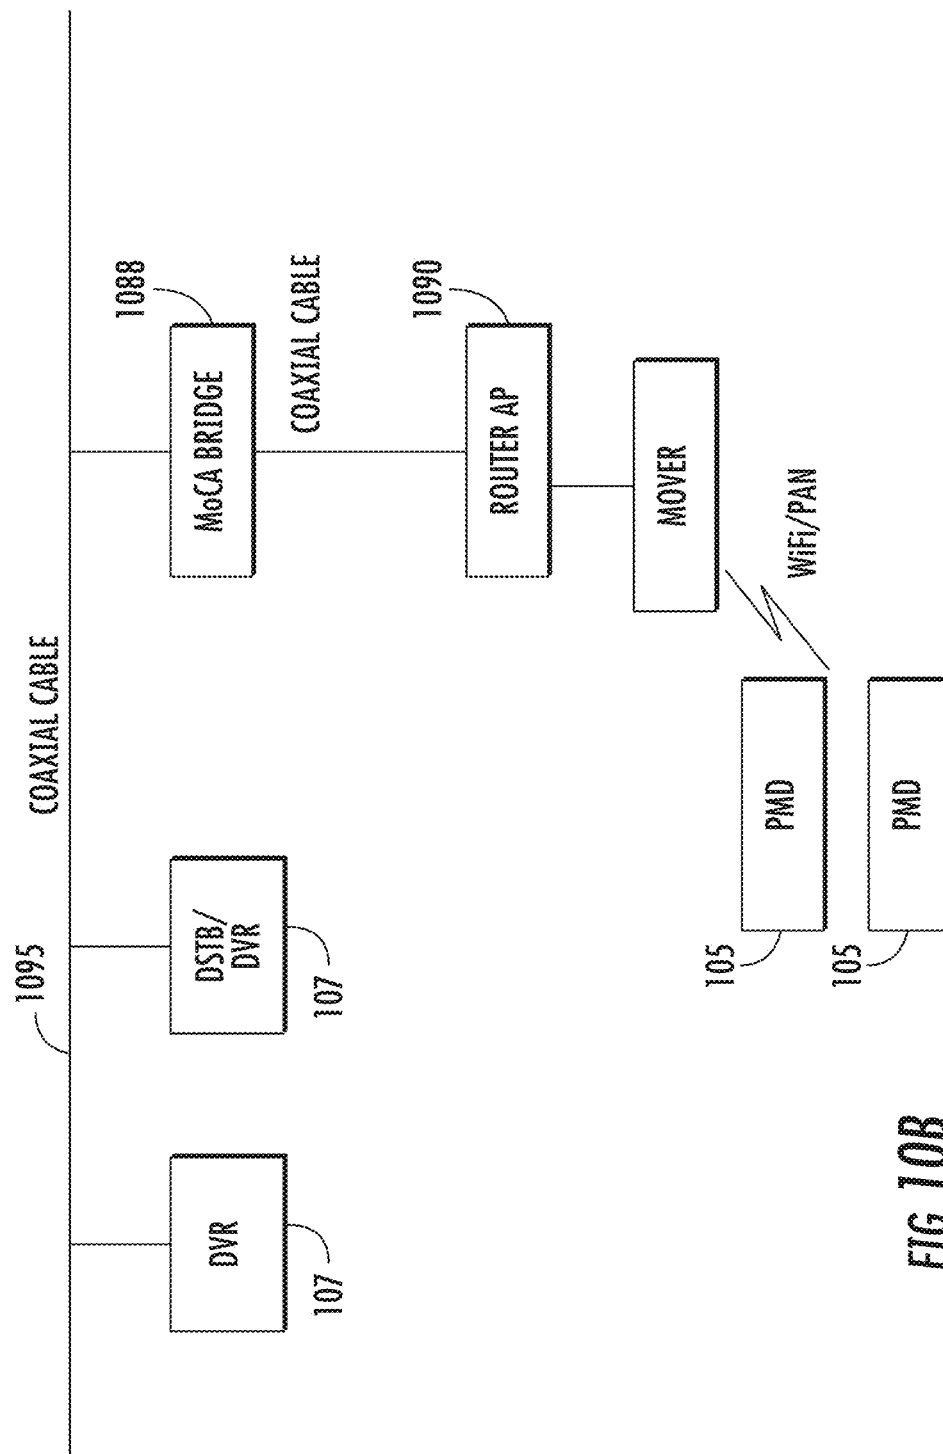 1095
COAXIAL CABLE
DVR
107
DSTB/
DVR
107
MoCA BRIDGE
1088
COAXIAL CABLE
ROUTER AP
1090
MOVER
WiFi/PAN
PMD
105
PMD
105
FIG 10B